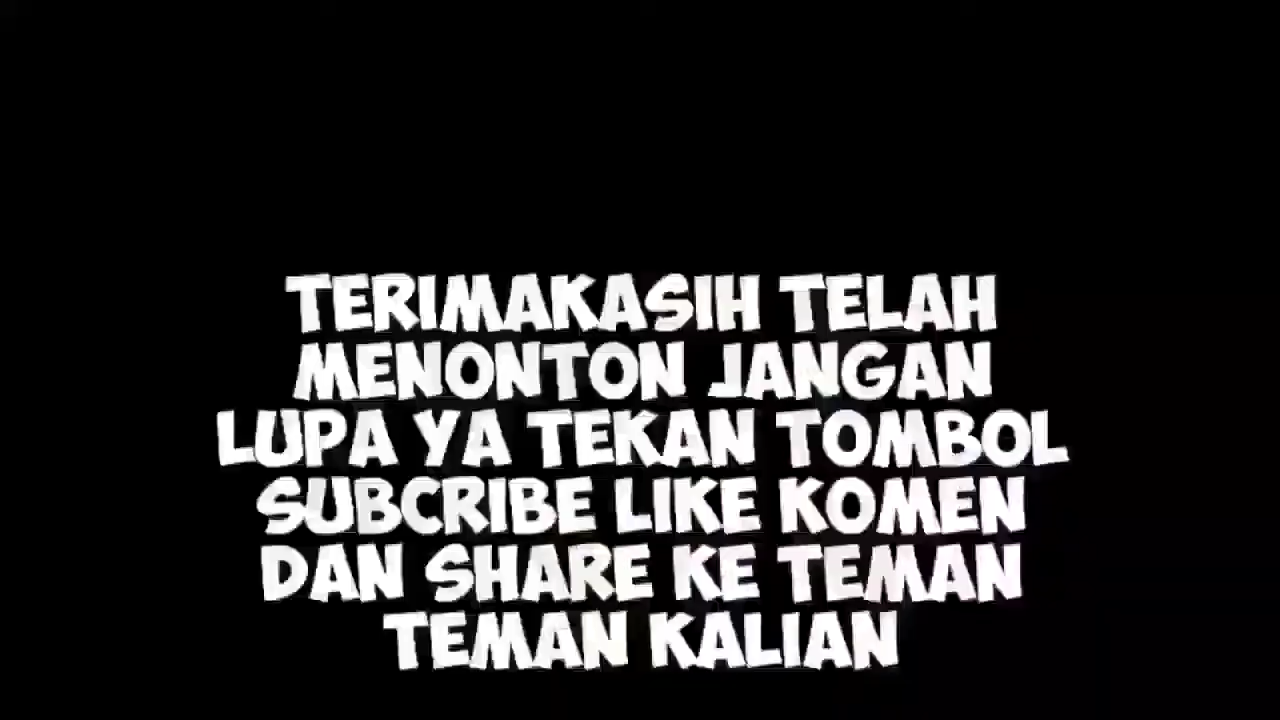 TERIMAKASIH TELAH
MENONTON JANGAN
LUPA YA TEKAN TOMBOL
SUBCRIBE LIKE KOMEN
DAN SHARE KE TEMAN
TEMAN KALIAN